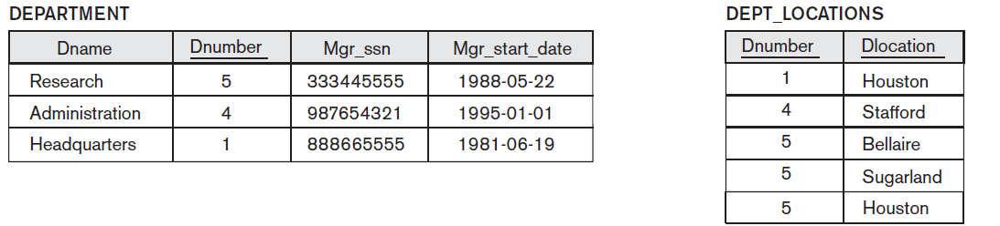 DEPARTMENT
Dname Dnumber Mgr_ssn Mgr_start_date
Research 5 333445555 1988-05-22
Administration 4 987654321 1995-01-01
Headquarters 1 888665555 1981-06-19
DEPT_LOCATIONS
Dnumber Dlocation
1 Houston
4 Stafford
5 Bellaire
5 Sugarland
5 Houston